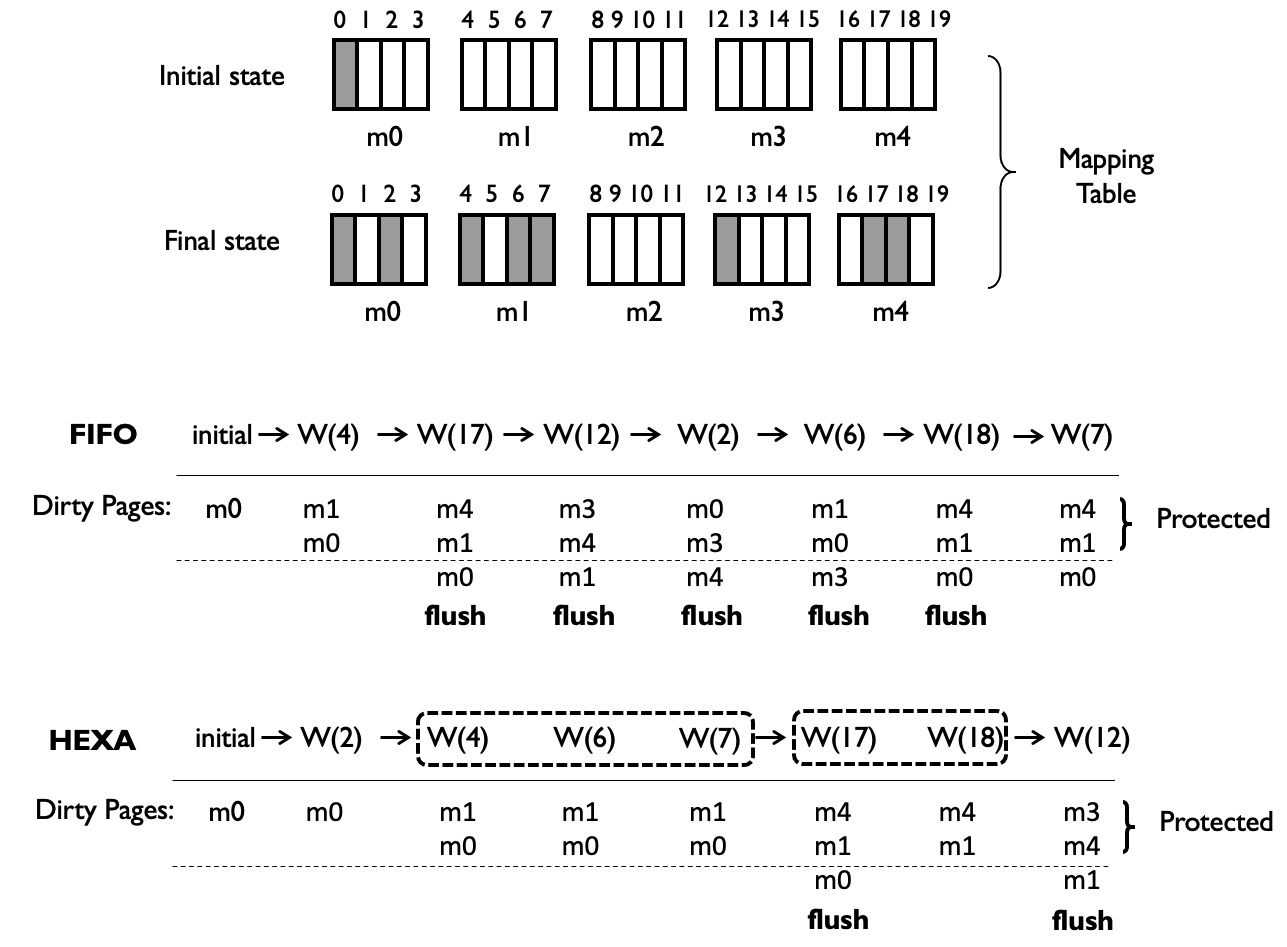 0 1 2 3 4 5 6 7 8 9 10 11 12 13 14 15 16 17 18 19
Initial state
m0 m1 m2 m3 m4
Mapping
Table
0 1 2 3 4 5 6 7 8 9 10 11 12 13 14 15 16 17 18 19
Final state
m0 m1 m2 m3 m4
FIFO initial → W(4) → W(17) → W(12) → W(2) → W(6) → W(18) → W(7)
Dirty Pages: m0 m1 m4 m3 m0 m1 m4 m4
Protected
m0 m1 m4 m3 m0 m1 m1
m0 m1 m4 m3 m0 m0
flush flush flush flush flush
HEXA initial → W(2) → W(4) W(6) W(7) → W(17) W(18) → W(12)
Dirty Pages: m0 m0 m1 m1 m1 m4 m4 m3
Protected
m0 m0 m0 m1 m1 m4
m0 m1
flush flush